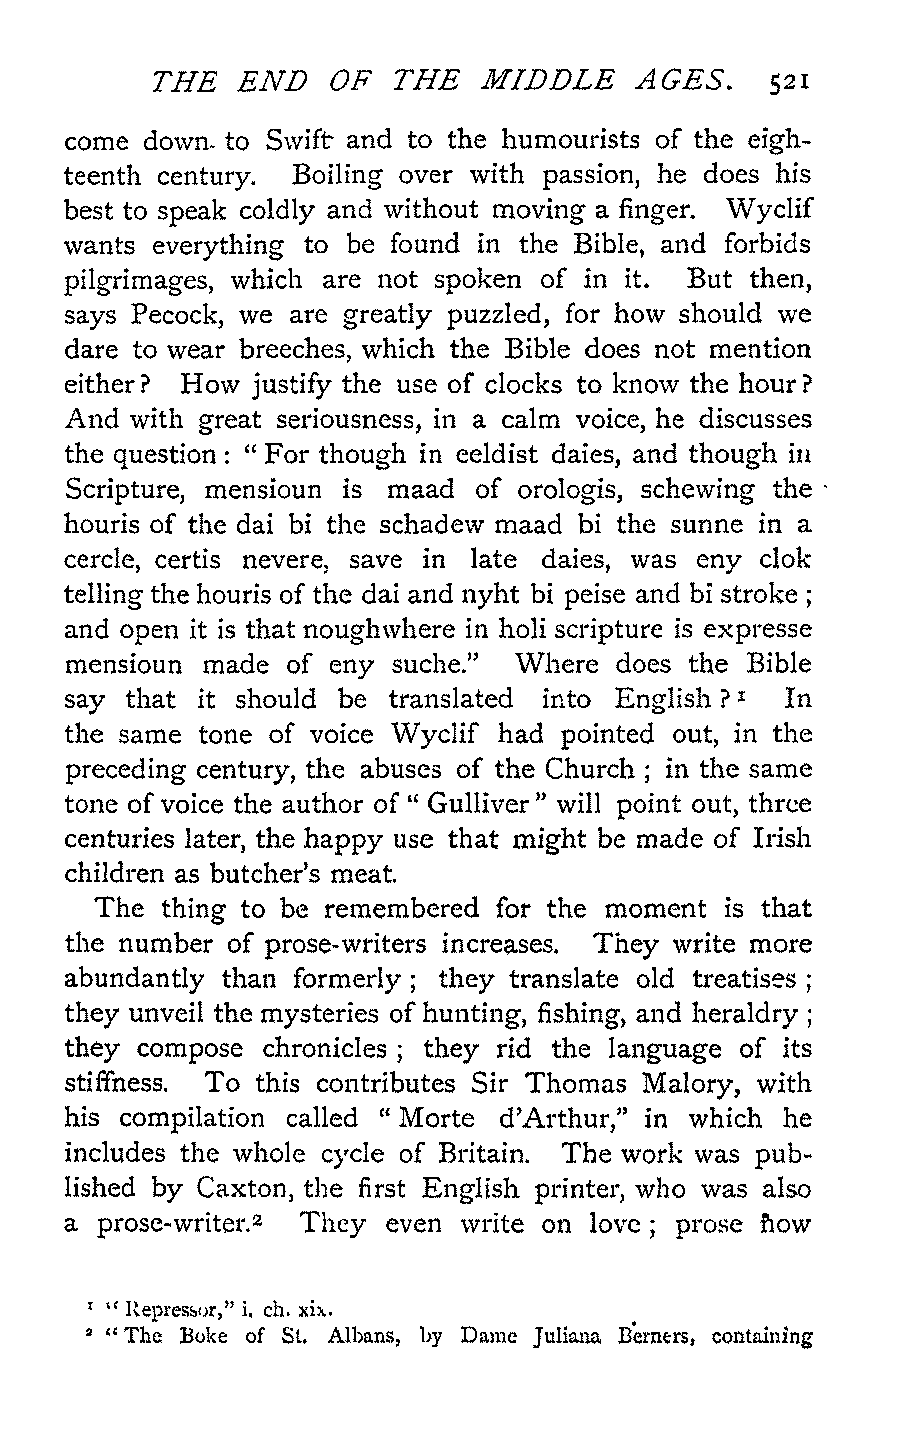 THE END OF THE MIDDLE AGES. 521
come down to Swift and to the humourists of the eigh-
teenth century. Boiling over with passion, he does his
best to speak coldly and without moving a finger. Wyclif
wants everything to be found in the Bible, and forbids
pilgrimages, which are not spoken of in it. But then,
says Pecock, we are greatly puzzled, for how should we
dare to wear breeches, which the Bible does not mention
either? How justify the use of clocks to know the hour?
And with great seriousness, in a calm voice, he discusses
the question: "For though in eeldist daies, and though in
Scripture, mensioun is maad of orologis, schewing the
houris of the dai bi the schadew maad bi the sunne in a
cercle, certis nevere, save in late daies, was eny clok
telling the houris of the dai and nyht bi peise and bi stroke;
and open it is that noughwhere in holi scripture is expresse
mensioun made of eny suche." Where does the Bible
say that it should be translated into English?¹ In
the same tone of voice Wyclif had pointed out, in the
preceding century, the abuses of the Church; in the same
tone of voice the author of "Gulliver" will point out, three
centuries later, the happy use that might be made of Irish
children as butcher's meat.
The thing to be remembered for the moment is that
the number of prose-writers increases. They write more
abundantly than formerly; they translate old treatises;
they unveil the mysteries of hunting, fishing, and heraldry;
they compose chronicles; they rid the language of its
stiffness. To this contributes Sir Thomas Malory, with
his compilation called "Morte d'Arthur," in which he
includes the whole cycle of Britain. The work was pub-
lished by Caxton, the first English printer, who was also
a prose-writer.² They even write on love; prose now
¹ "Repressor," i. ch. xix.
² "The Boke of St. Albans, by Dame Juliana Berners, containing